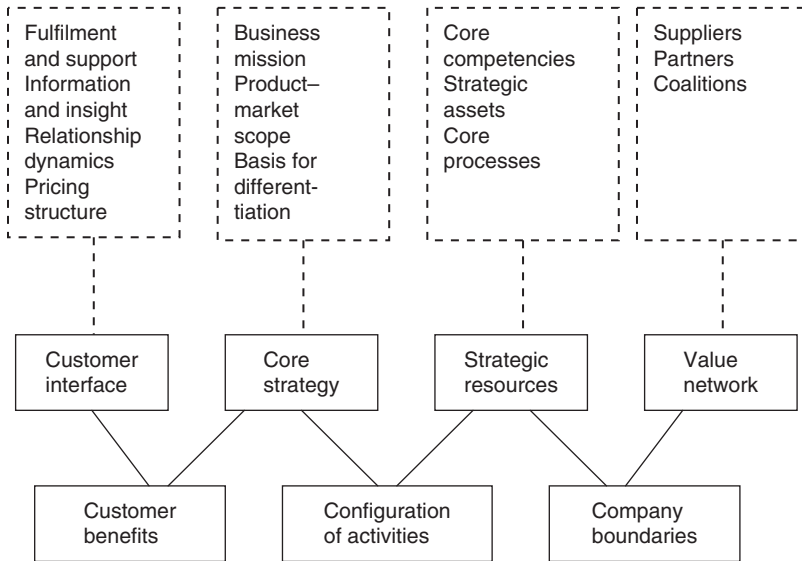 Fulfilment
and support
Information
and insight
Relationship
dynamics
Pricing
structure
Business
mission
Product–
market
scope
Basis for
different-
tiation
Core
competencies
Strategic
assets
Core
processes
Suppliers
Partners
Coalitions
Customer
interface
Core
strategy
Strategic
resources
Value
network
Customer
benefits
Configuration
of activities
Company
boundaries